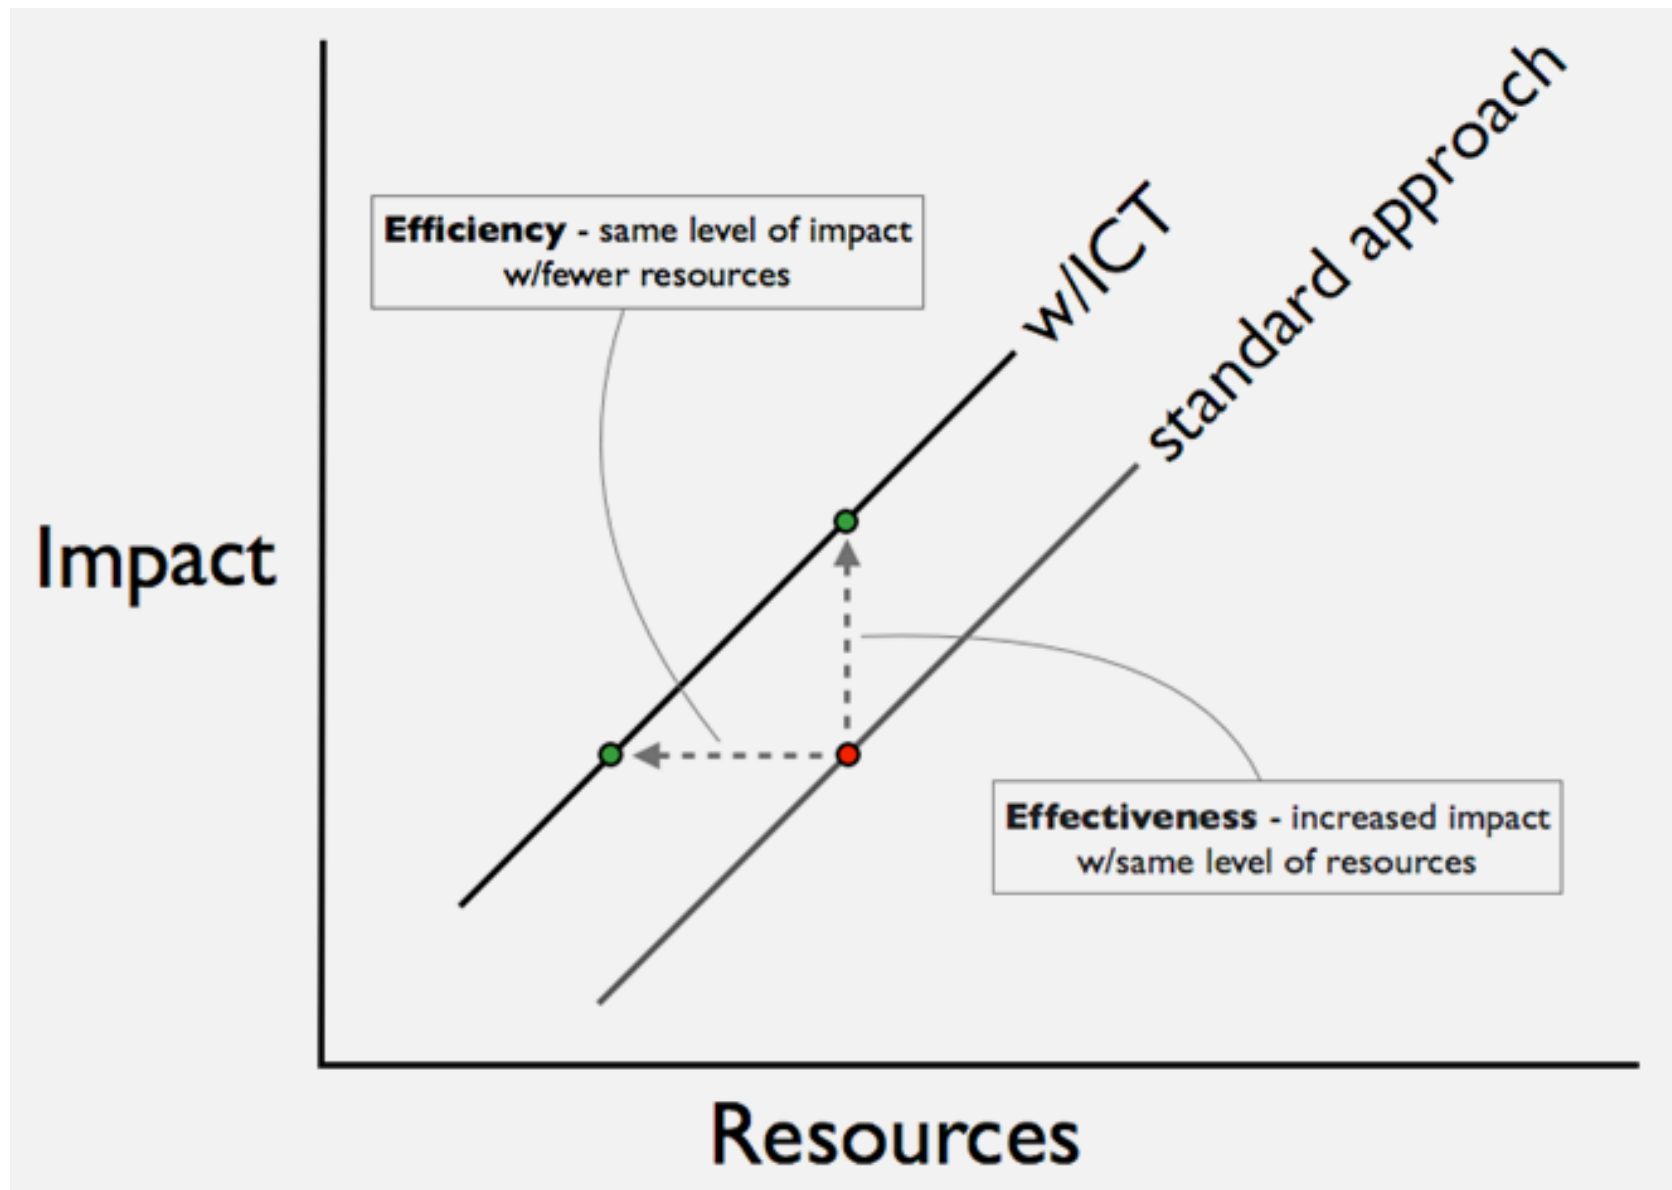 Efficiency - same level of impact
w/fewer resources
w/ICT
standard approach
Impact
Effectiveness - increased impact
w/same level of resources
Resources